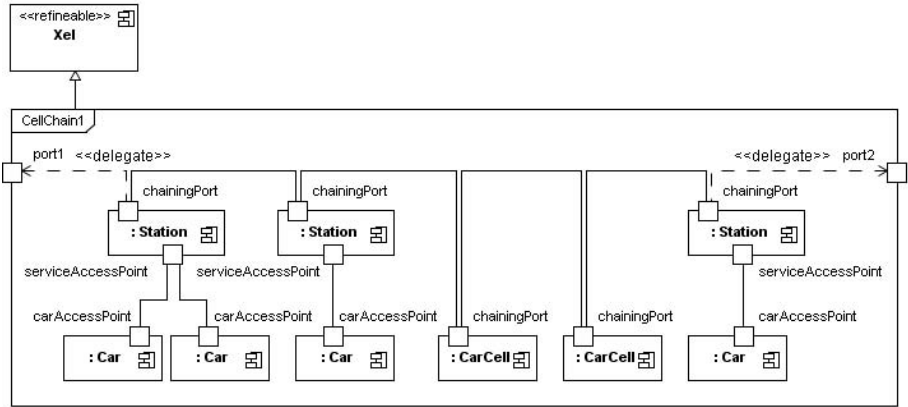 <<refineable>>
Xel
CellChain1
port1 <<delegate>> <<delegate>> port2
chainingPort chainingPort chainingPort
: Station : Station : Station
serviceAccessPoint serviceAccessPoint serviceAccessPoint
carAccessPoint carAccessPoint carAccessPoint chainingPort chainingPort carAccessPoint
: Car : Car : Car : CarCell : CarCell : Car